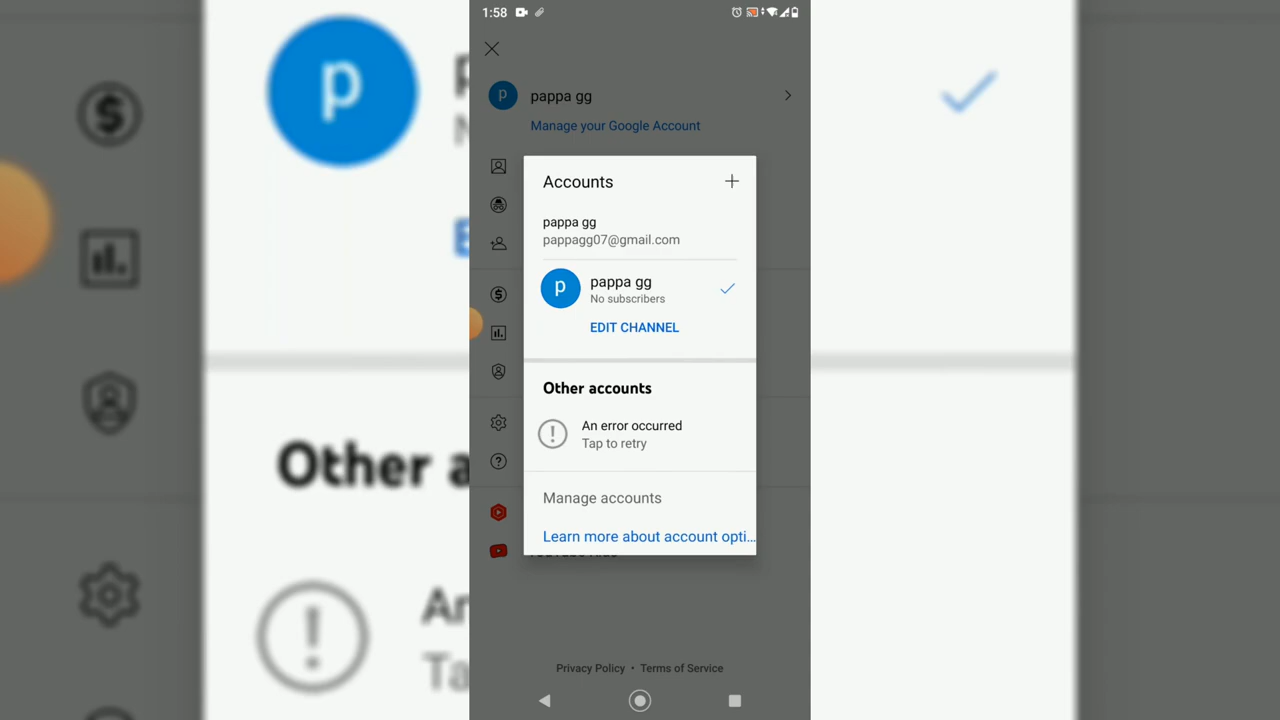 1:58
p
pappa gg
Manage your Google Account
Accounts
pappa gg
pappagg07@gmail.com
p
pappa gg
No subscribers
EDIT CHANNEL
Other accounts
An error occurred
Tap to retry
Manage accounts
Learn more about account opti...
Privacy Policy • Terms of Service
p
Other a